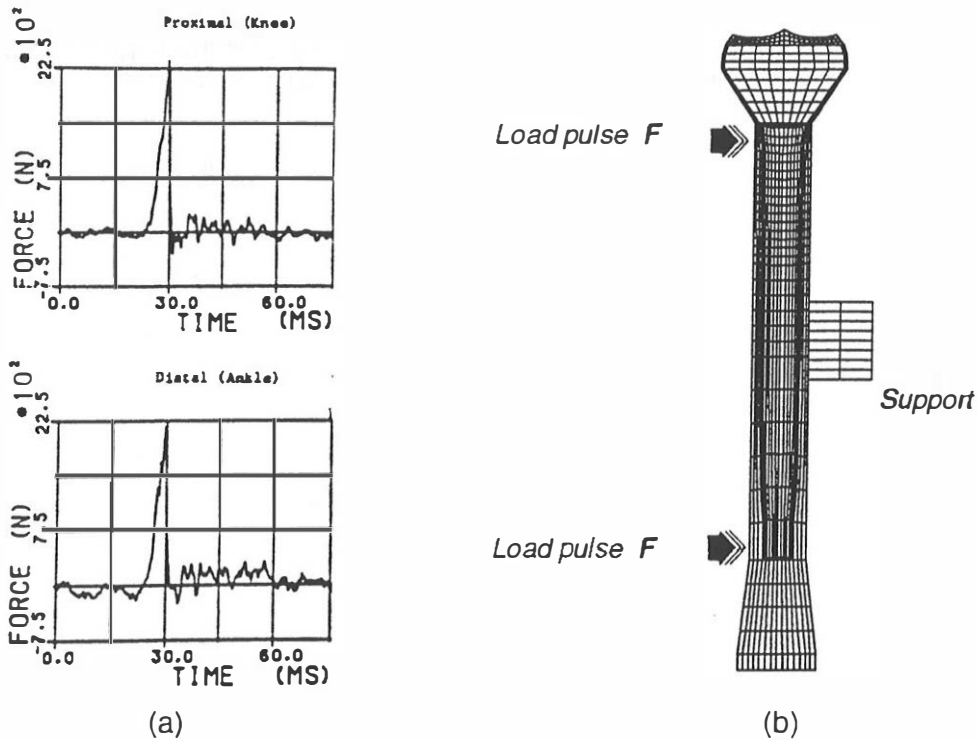 Proximal (Knee)
FORCE (N) *10²
22.5
7.5
-7.5
0.0 30.0 60.0
TIME (MS)
Distal (Ankle)
FORCE (N) *10²
22.5
7.5
-7.5
0.0 30.0 60.0
TIME (MS)
(a)
Load pulse F
Support
Load pulse F
(b)